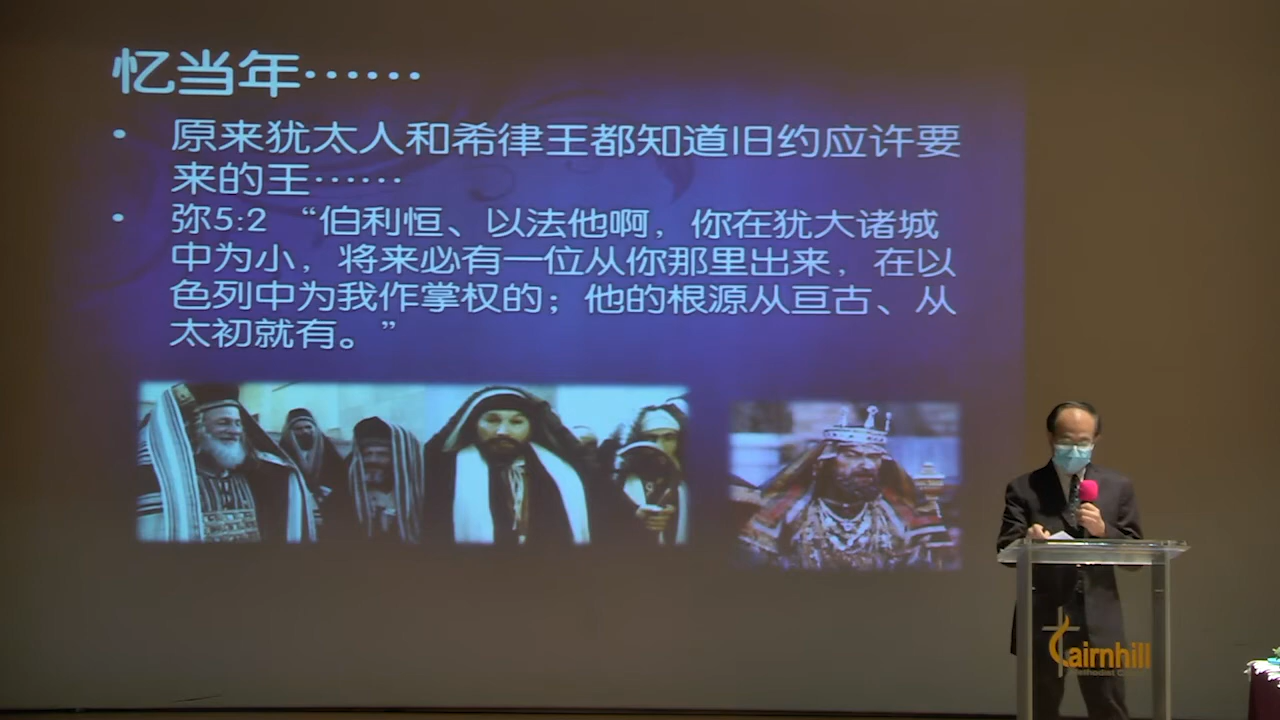 忆当年……
• 原来犹太人和希律王都知道旧约应许要
来的王……
• 弥5:2 “伯利恒、以法他啊，你在犹大诸城
中为小，将来必有一位从你那里出来，在以
色列中为我作掌权的；他的根源从亘古、从
太初就有。”
airnhill